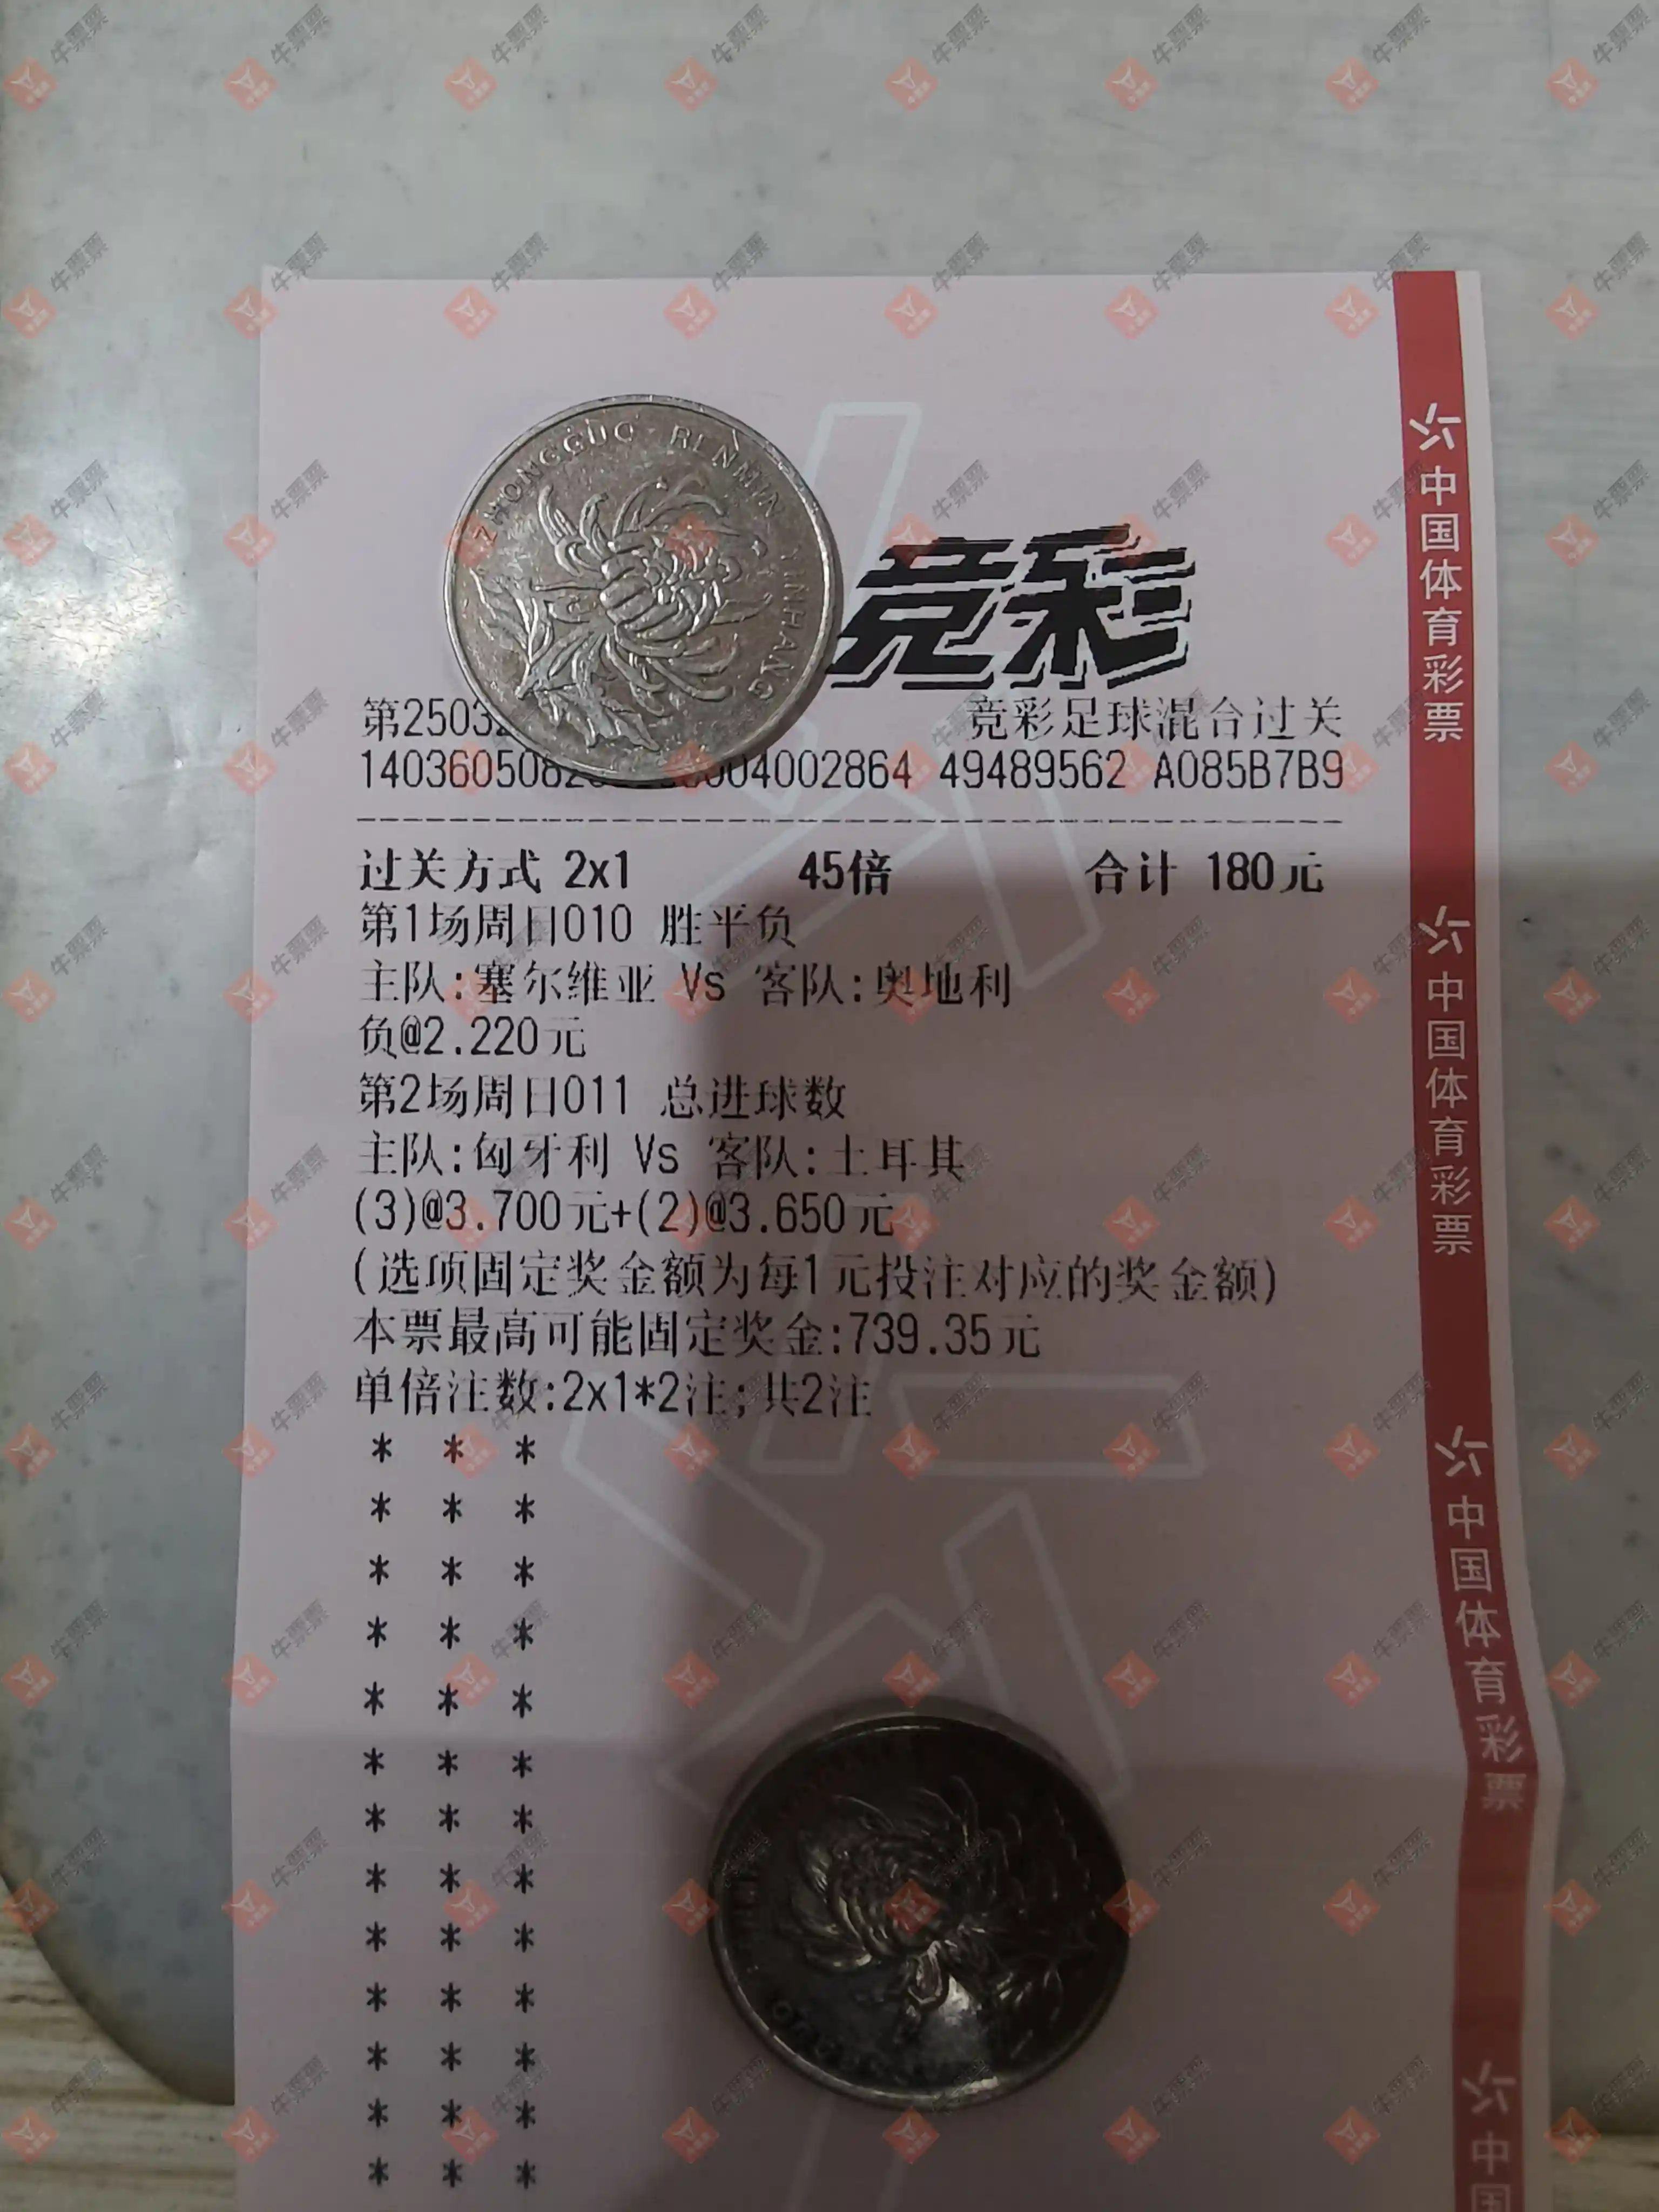 ZHONGGUO RENMIN YINHANG
竞彩
第2503
竞彩足球混合过关
140360508 04002864 49489562 A085B7B9
过关方式 2x1 45倍 合计 180元
第1场周日010 胜平负
主队:塞尔维亚 Vs 客队:奥地利
负@2.220元
第2场周日011 总进球数
主队:匈牙利 Vs 客队:土耳其
(3)@3.700元+(2)@3.650元
(选项固定奖金额为每1元投注对应的奖金额)
本票最高可能固定奖金:739.35元
单倍注数:2x1*2注;共2注
* * *
* * *
* * *
* * *
* * *
* * *
* * *
* * *
* * *
* * *
* * *
* * *
* * *
中国体育彩票
中国体育彩票
中国体育彩票
中国
牛票票